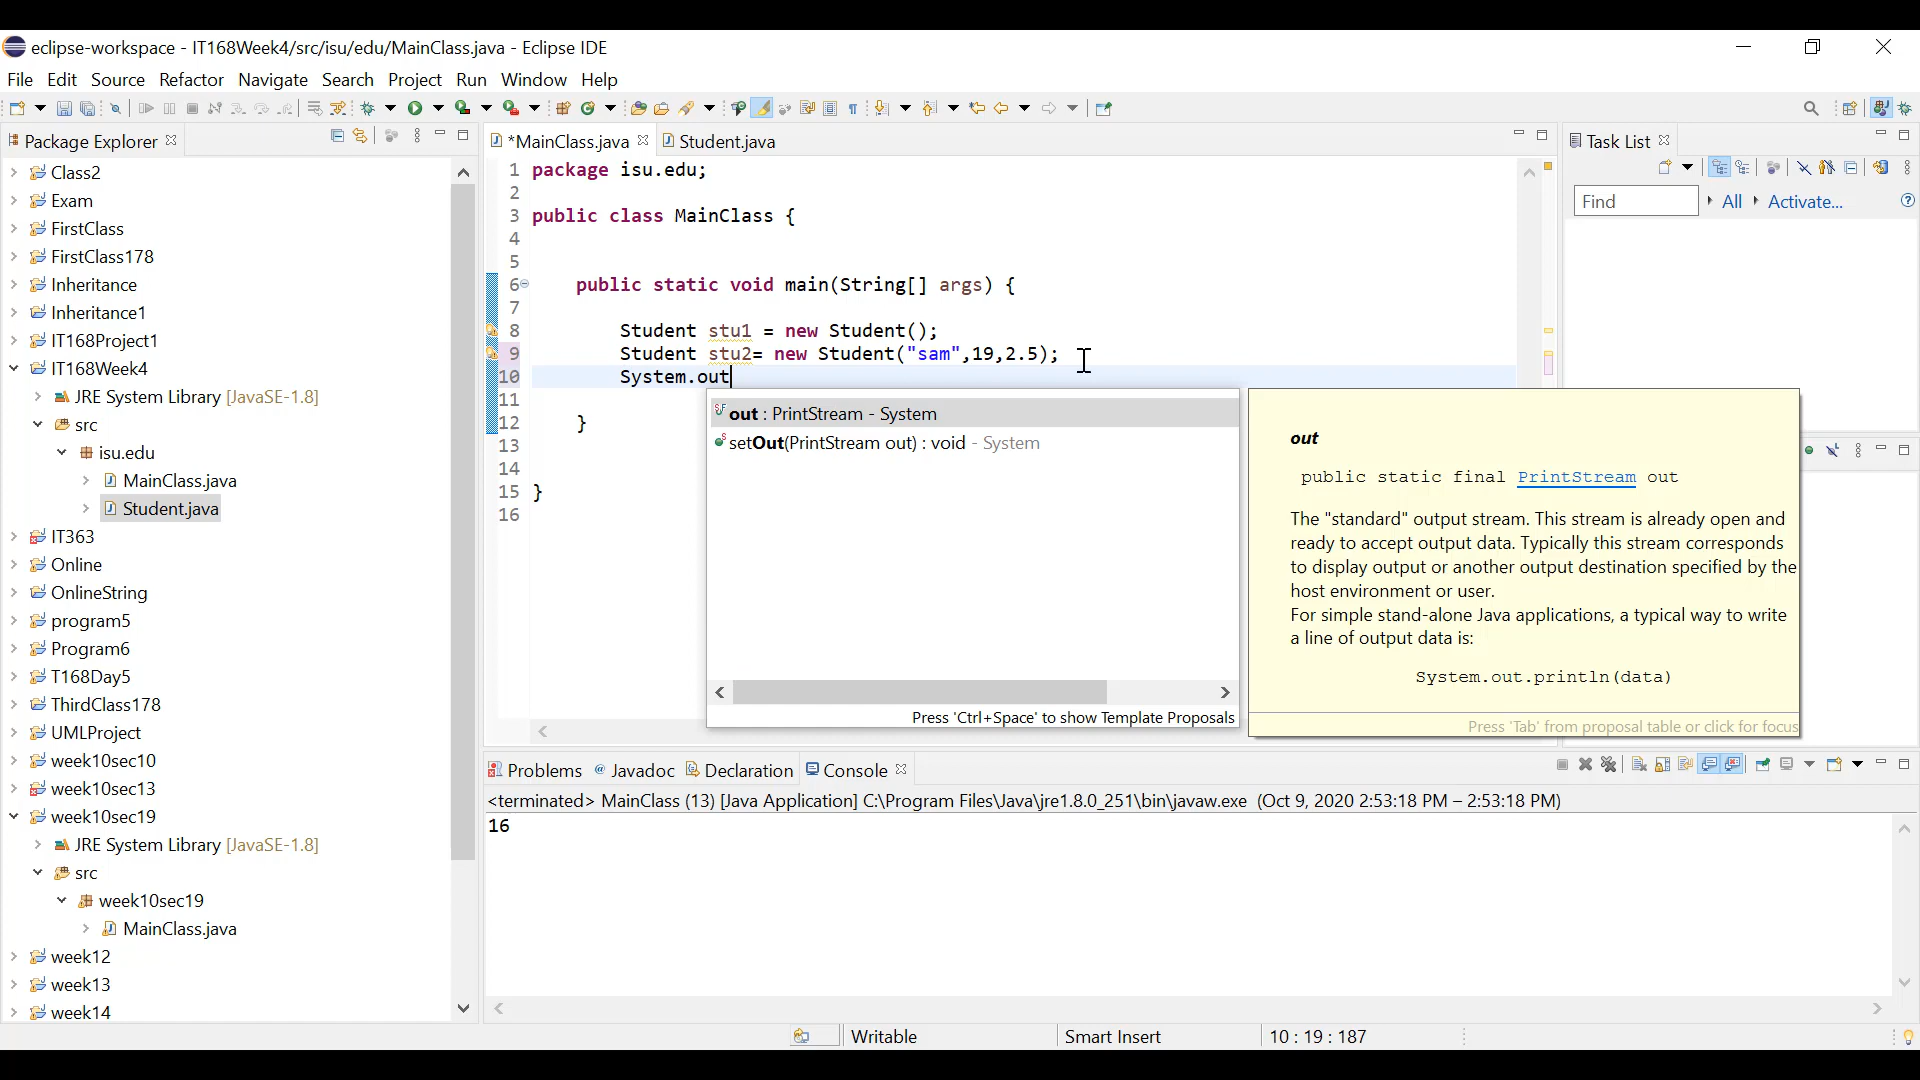 eclipse-workspace - IT168Week4/src/isu/edu/MainClass.java - Eclipse IDE
File Edit Source Refactor Navigate Search Project Run Window Help
Package Explorer
Class2
Exam
FirstClass
FirstClass178
Inheritance
Inheritance1
IT168Project1
IT168Week4
JRE System Library [JavaSE-1.8]
src
isu.edu
MainClass.java
Student.java
IT363
Online
OnlineString
program5
Program6
T168Day5
ThirdClass178
UMLProject
week10sec10
week10sec13
week10sec19
JRE System Library [JavaSE-1.8]
src
week10sec19
MainClass.java
week12
week13
week14
*MainClass.java Student.java
1 package isu.edu;
2
3 public class MainClass {
4
5
6 public static void main(String[] args) {
7
8 Student stu1 = new Student();
9 Student stu2= new Student("sam",19,2.5);
10 System.out
11
12 }
13
14
15 }
16
out : PrintStream - System
setOut(PrintStream out) : void - System
Press 'Ctrl+Space' to show Template Proposals
out
public static final PrintStream out
The "standard" output stream. This stream is already open and
ready to accept output data. Typically this stream corresponds
to display output or another output destination specified by the
host environment or user.
For simple stand-alone Java applications, a typical way to write
a line of output data is:
System.out.println(data)
Press 'Tab' from proposal table or click for focus
Task List
Find All Activate...
Problems @ Javadoc Declaration Console
<terminated> MainClass (13) [Java Application] C:\Program Files\Java\jre1.8.0_251\bin\javaw.exe (Oct 9, 2020 2:53:18 PM – 2:53:18 PM)
16
Writable Smart Insert 10 : 19 : 187